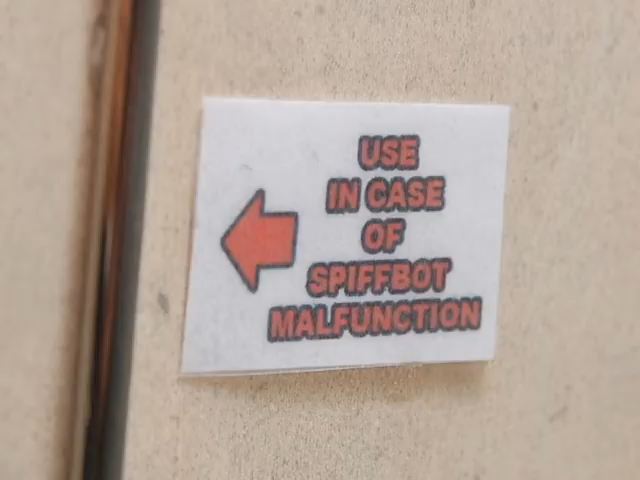 USE
IN CASE
OF
SPIFFBOT
MALFUNCTION